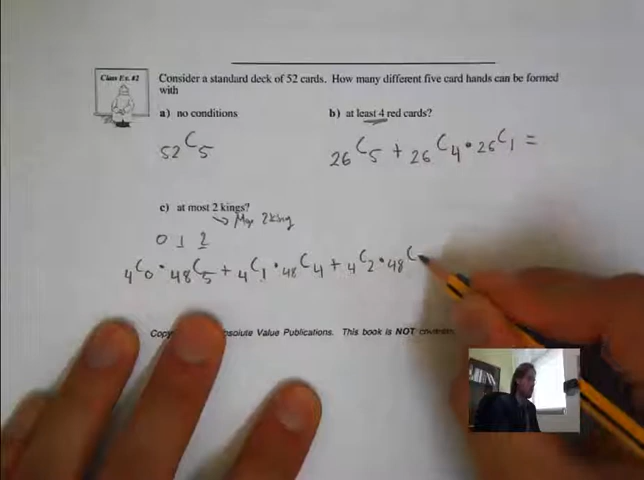 Class Ex. #2
Consider a standard deck of 52 cards. How many different five card hands can be formed
with
a) no conditions
b) at least 4 red cards?
52C5
26C5 + 26C4 • 26C1 =
c) at most 2 kings?
→ Max 2 king
0 1 2
4C0 • 48C5 + 4C1 • 48C4 + 4C2 • 48C
Absolute Value Publications. This book is NOT